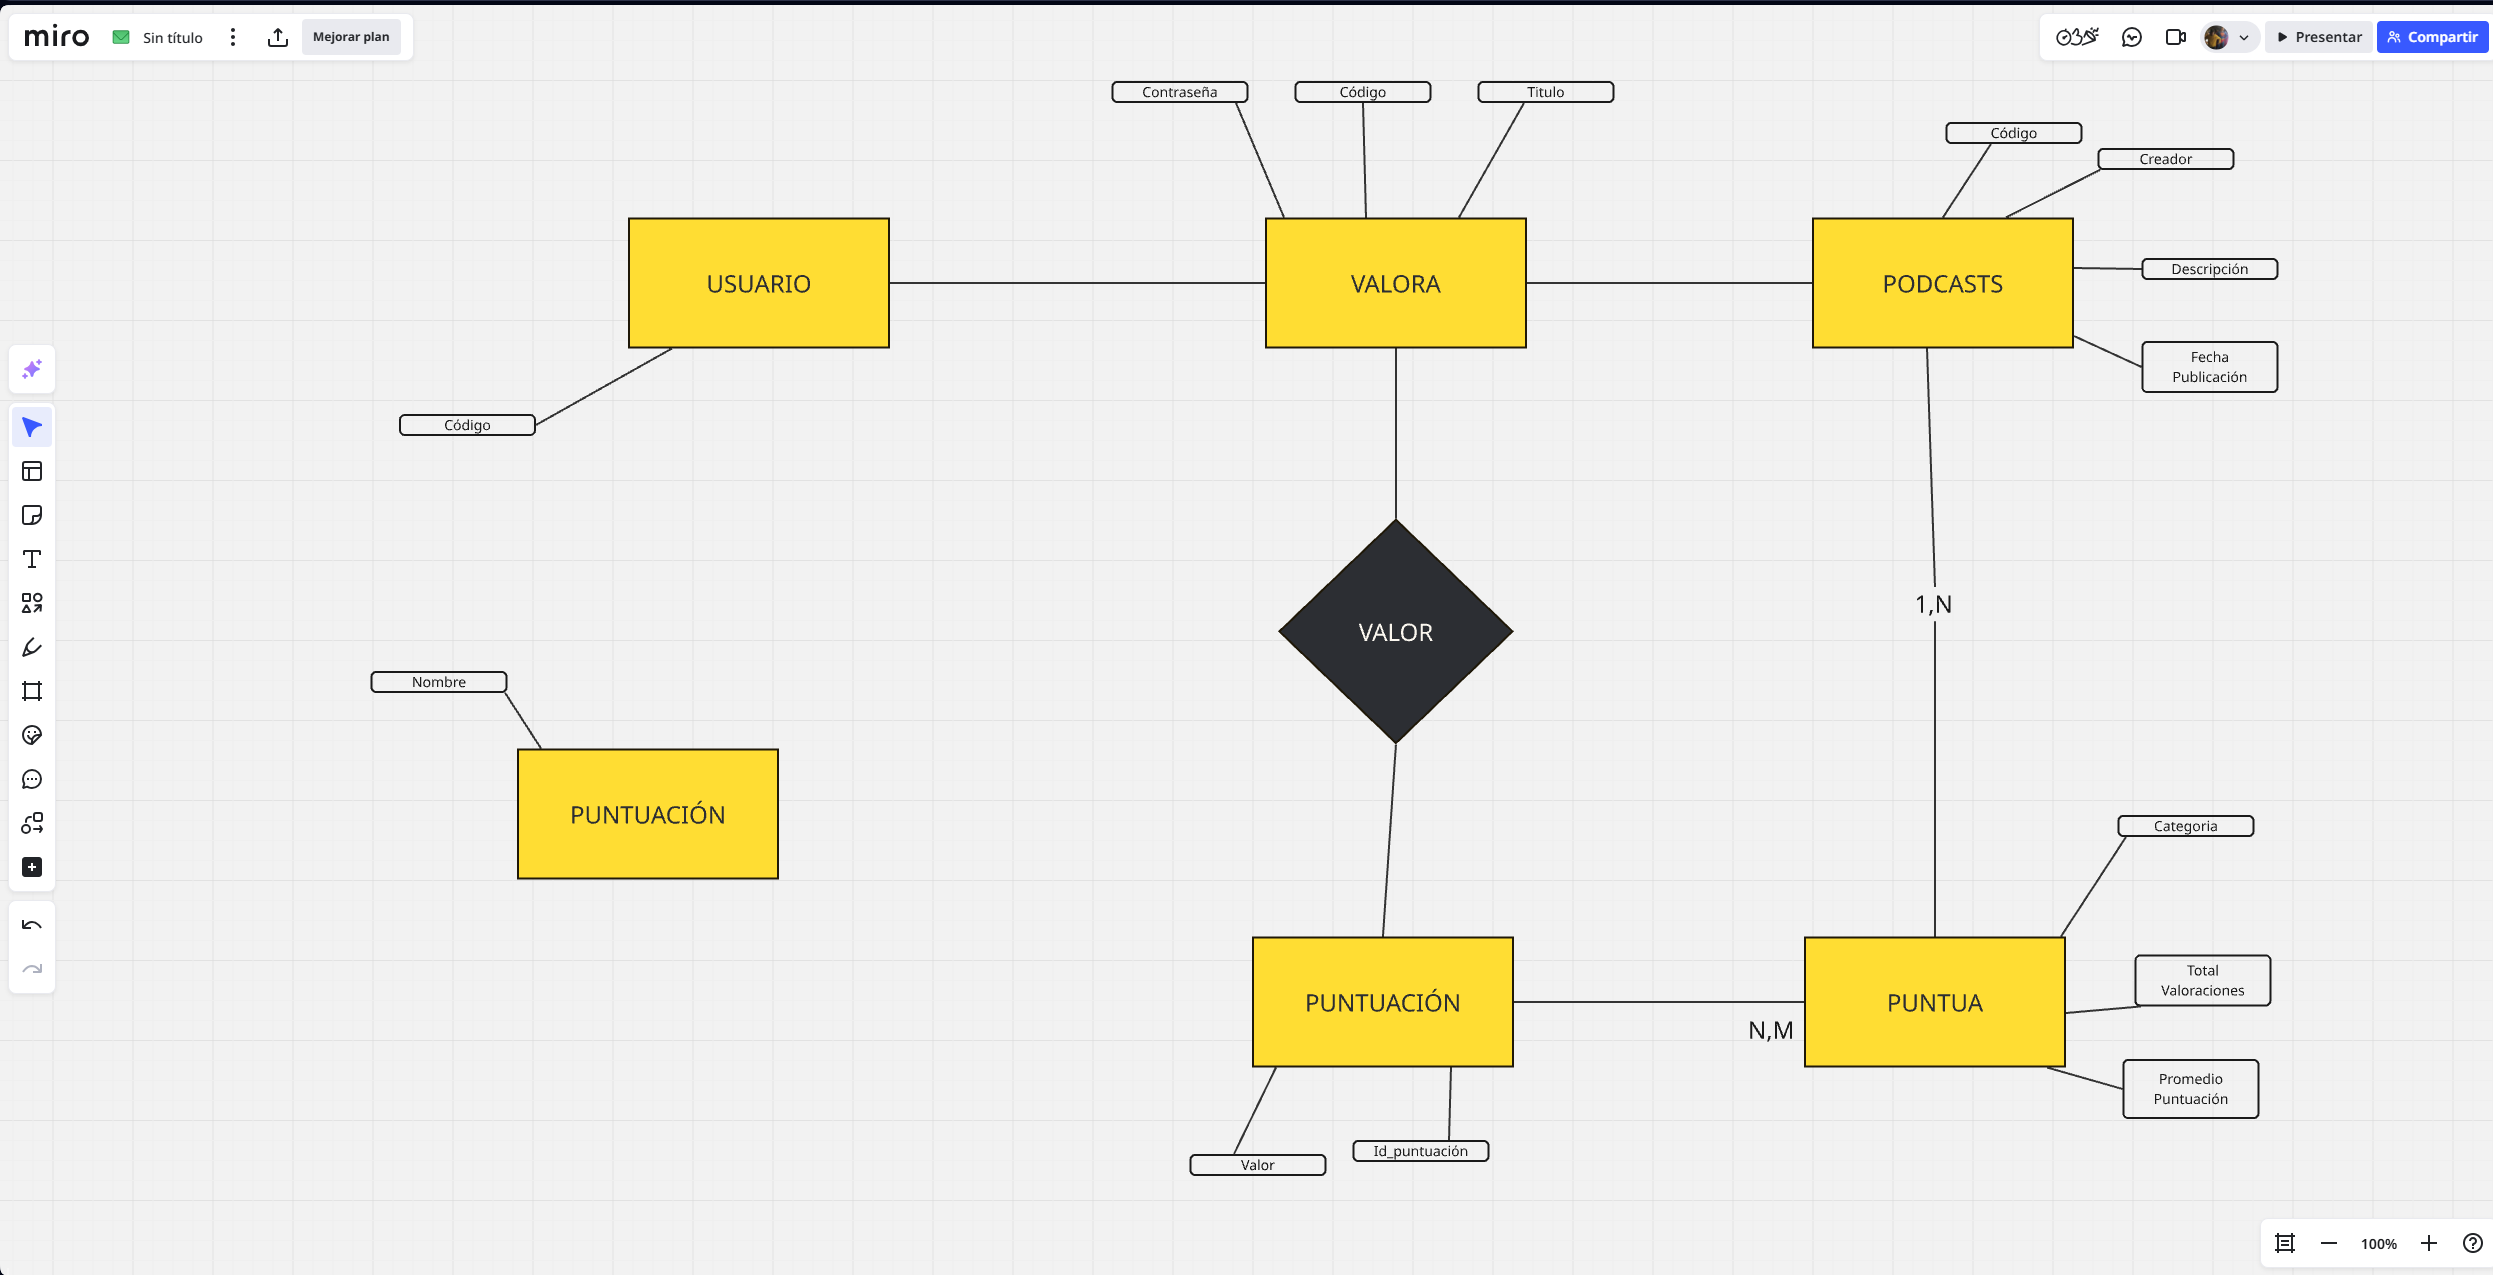 miro
Sin título
Mejorar plan
Presentar
Compartir
Contraseña
Código
Titulo
Código
Creador
USUARIO
VALORA
PODCASTS
Descripción
Fecha
Publicación
Código
1,N
VALOR
Nombre
PUNTUACIÓN
Categoria
PUNTUACIÓN
N,M
PUNTUA
Total
Valoraciones
Promedio
Puntuación
Valor
Id_puntuación
100%